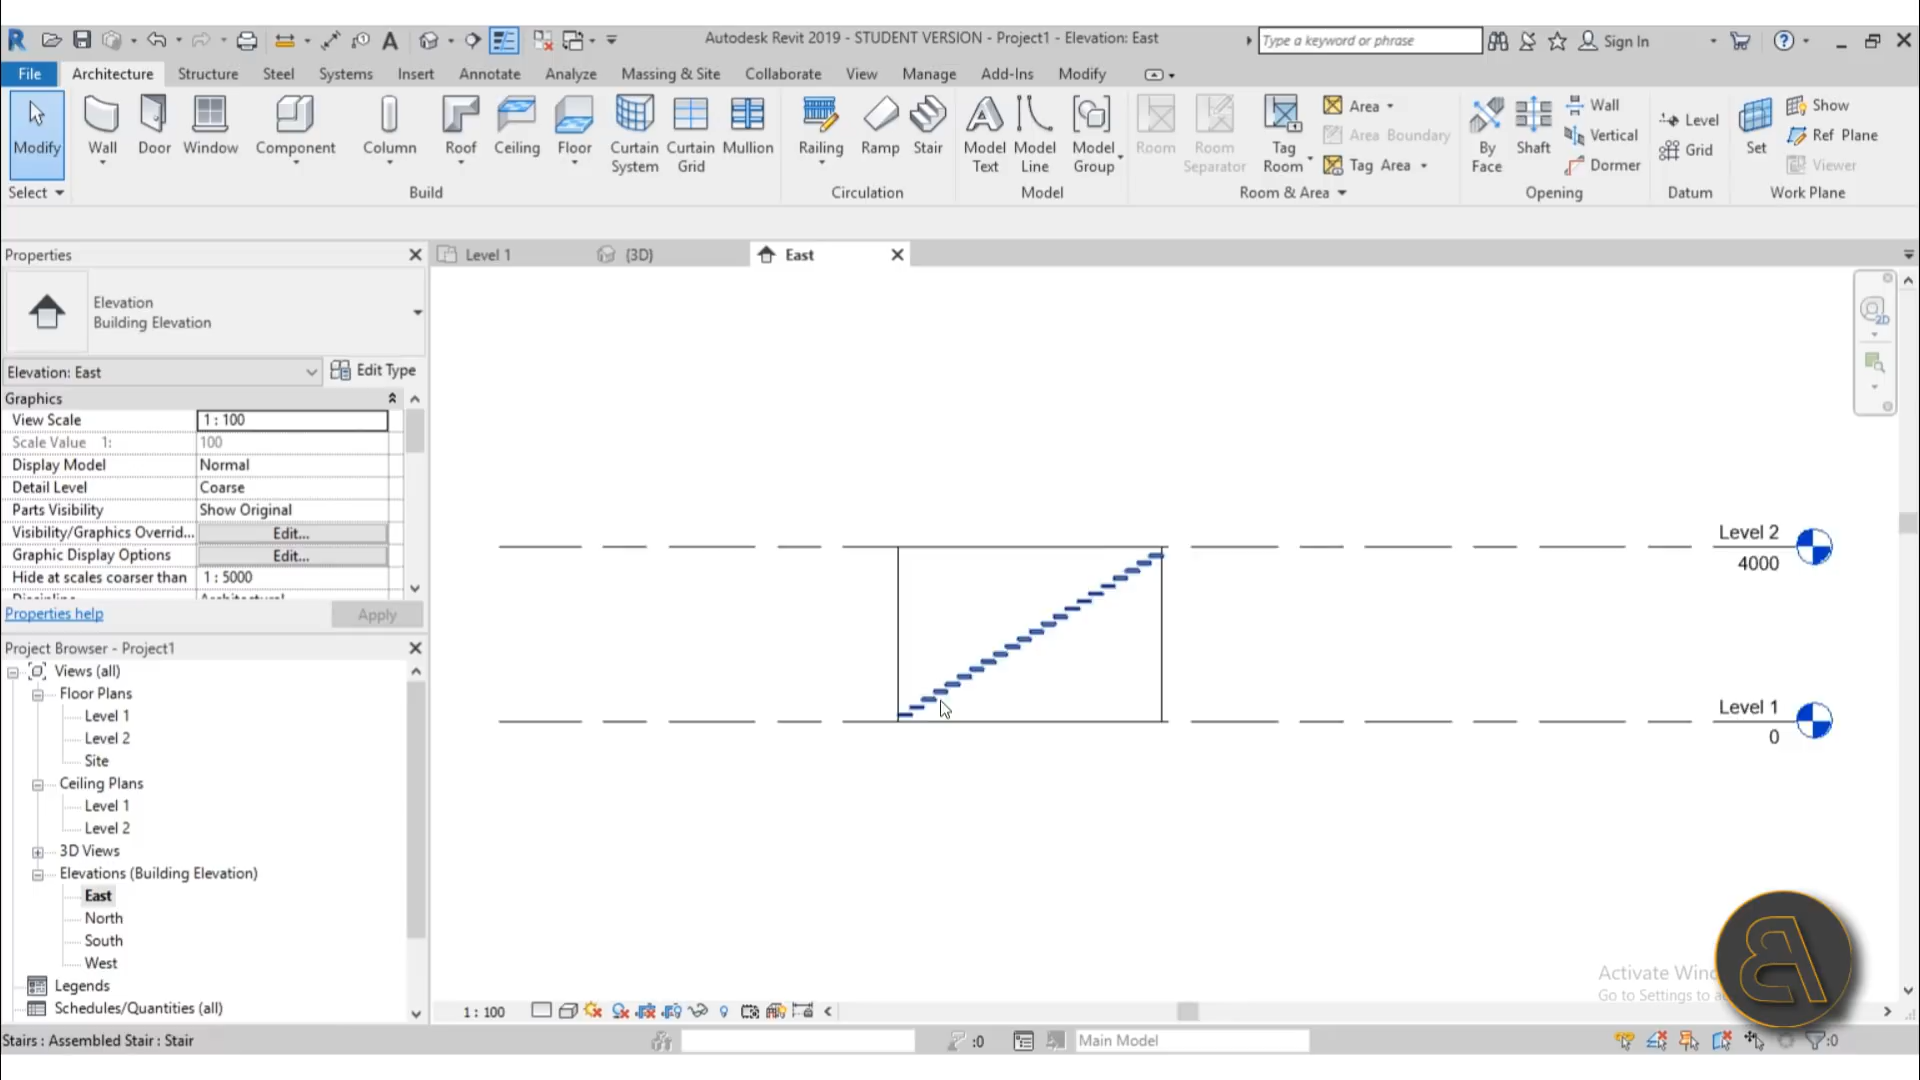 Autodesk Revit 2019 - STUDENT VERSION - Project1 - Elevation: East
Type a keyword or phrase
Sign In
File Architecture Structure Steel Systems Insert Annotate Analyze Massing & Site Collaborate View Manage Add-Ins Modify
Modify
Wall
Door
Window
Component
Column
Roof
Ceiling
Floor
Curtain System
Curtain Grid
Mullion
Railing
Ramp
Stair
Model Text
Model Line
Model Group
Room
Room Separator
Tag Room
Area
Area Boundary
Tag Area
By Face
Shaft
Wall
Vertical
Dormer
Level
Grid
Set
Show
Ref Plane
Viewer
Select Build Circulation Model Room & Area Opening Datum Work Plane
Properties
Level 1 {3D} East
Elevation
Building Elevation
Elevation: East Edit Type
Graphics
View Scale 1 : 100
Scale Value 1: 100
Display Model Normal
Detail Level Coarse
Parts Visibility Show Original
Visibility/Graphics Overrid... Edit...
Graphic Display Options Edit...
Hide at scales coarser than 1 : 5000
Properties help Apply
Project Browser - Project1
Views (all)
Floor Plans
Level 1
Level 2
Site
Ceiling Plans
Level 1
Level 2
3D Views
Elevations (Building Elevation)
East
North
South
West
Legends
Schedules/Quantities (all)
Level 2
4000
Level 1
0
2D
Activate Win
Go to Settings to a
1 : 100
Stairs : Assembled Stair : Stair
:0
Main Model
:0